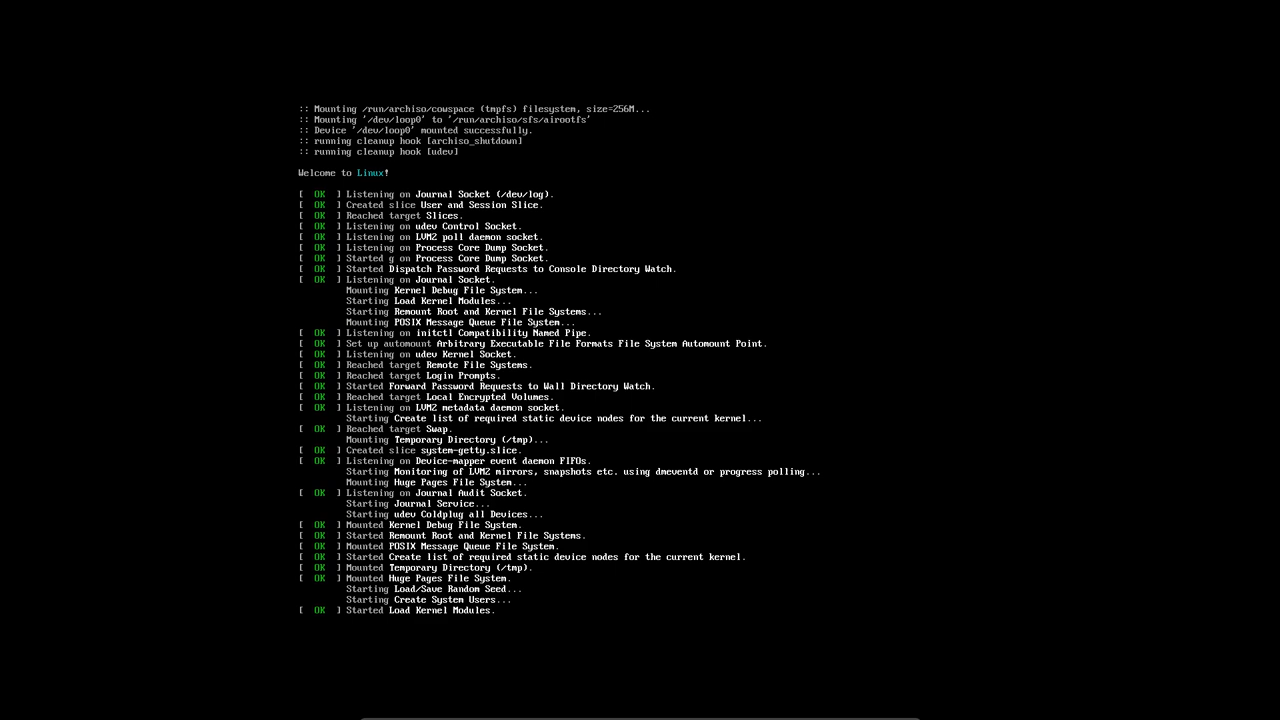 :: Mounting /run/archiso/cowspace (tmpfs) filesystem, size=256M...
:: Mounting '/dev/loop0' to '/run/archiso/sfs/airootfs'
:: Device '/dev/loop0' mounted successfully.
:: running cleanup hook [archiso_shutdown]
:: running cleanup hook [udev]
Welcome to Linux!
[  OK  ] Listening on Journal Socket (/dev/log).
[  OK  ] Created slice User and Session Slice.
[  OK  ] Reached target Slices.
[  OK  ] Listening on udev Control Socket.
[  OK  ] Listening on LVM2 poll daemon socket.
[  OK  ] Listening on Process Core Dump Socket.
[  OK  ] Started g on Process Core Dump Socket.
[  OK  ] Started Dispatch Password Requests to Console Directory Watch.
[  OK  ] Listening on Journal Socket.
Mounting Kernel Debug File System...
Starting Load Kernel Modules...
Starting Remount Root and Kernel File Systems...
Mounting POSIX Message Queue File System...
[  OK  ] Listening on initctl Compatibility Named Pipe.
[  OK  ] Set up automount Arbitrary Executable File Formats File System Automount Point.
[  OK  ] Listening on udev Kernel Socket.
[  OK  ] Reached target Remote File Systems.
[  OK  ] Reached target Login Prompts.
[  OK  ] Started Forward Password Requests to Wall Directory Watch.
[  OK  ] Reached target Local Encrypted Volumes.
[  OK  ] Listening on LVM2 metadata daemon socket.
Starting Create list of required static device nodes for the current kernel...
[  OK  ] Reached target Swap.
Mounting Temporary Directory (/tmp)...
[  OK  ] Created slice system-getty.slice.
[  OK  ] Listening on Device-mapper event daemon FIFOs.
Starting Monitoring of LVM2 mirrors, snapshots etc. using dmeventd or progress polling...
Mounting Huge Pages File System...
[  OK  ] Listening on Journal Audit Socket.
Starting Journal Service...
Starting udev Coldplug all Devices...
[  OK  ] Mounted Kernel Debug File System.
[  OK  ] Started Remount Root and Kernel File Systems.
[  OK  ] Mounted POSIX Message Queue File System.
[  OK  ] Started Create list of required static device nodes for the current kernel.
[  OK  ] Mounted Temporary Directory (/tmp).
[  OK  ] Mounted Huge Pages File System.
Starting Load/Save Random Seed...
Starting Create System Users...
[  OK  ] Started Load Kernel Modules.